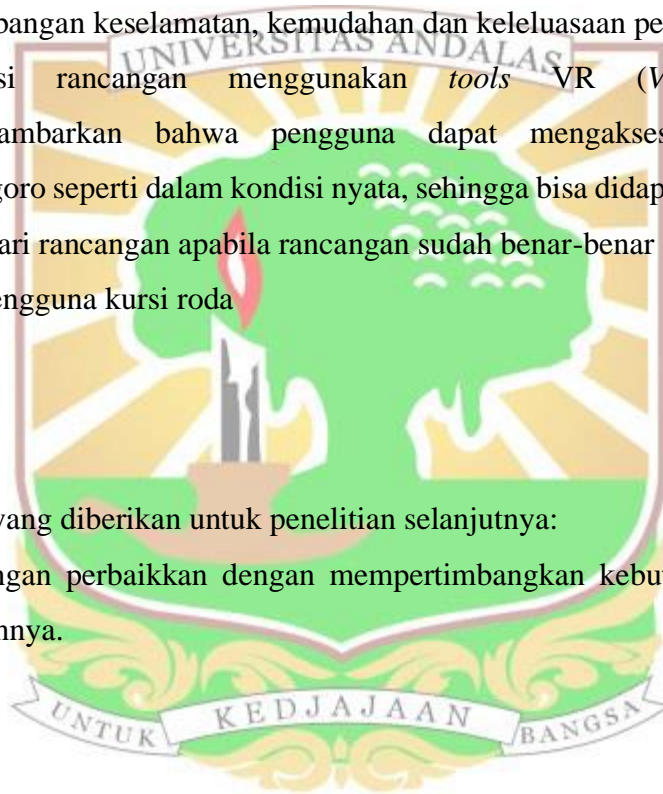 bangan keselamatan, kemudahan dan keleluasaan pe
UNIVERSITAS ANDALAS
si rancangan menggunakan tools VR (V
ambarkan bahwa pengguna dapat mengakses
goro seperti dalam kondisi nyata, sehingga bisa didap
ari rancangan apabila rancangan sudah benar-benar
engguna kursi roda
yang diberikan untuk penelitian selanjutnya:
ngan perbaikkan dengan mempertimbangkan kebut
nnya.
UNTUK KEDJAJAAN BANGSA